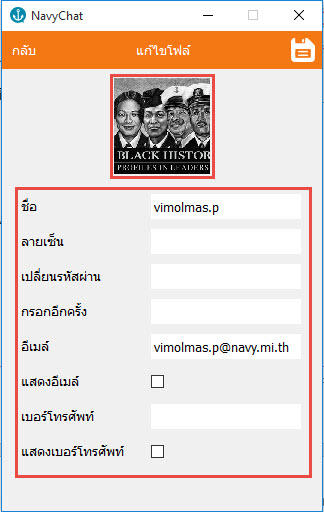 NavyChat
กลับ แก้ไขโฟล์
BLACK HISTOR
PROFILES IN LEADERS
ชื่อ vimolmas.p
ลายเซ็น
เปลี่ยนรหัสผ่าน
กรอกอีกครั้ง
อีเมล์ vimolmas.p@navy.mi.th
แสดงอีเมล์
เบอร์โทรศัพท์
แสดงเบอร์โทรศัพท์